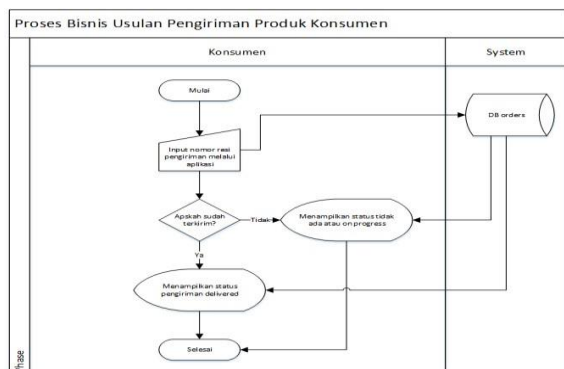 Proses Bisnis Usulan Pengiriman Produk Konsumen
Konsumen
System
Mulai
DB orders
Input nomor resi
pengiriman melalui
aplikasi
Apskah sudah
terkirim?
Tidak
Menampilkan status tidak
ada atau on progress
Ya
Menampilkan status
pengiriman delivered
Selesai
Phase